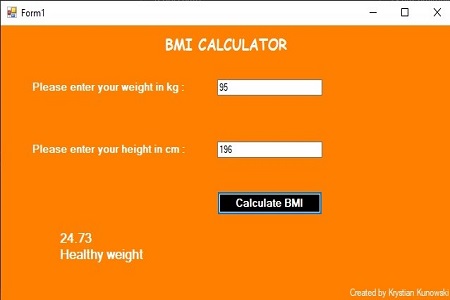 Form1
BMI CALCULATOR
Please enter your weight in kg : 95
Please enter your height in cm : 196
Calculate BMI
24.73
Healthy weight
Created by Krystian Kunowski